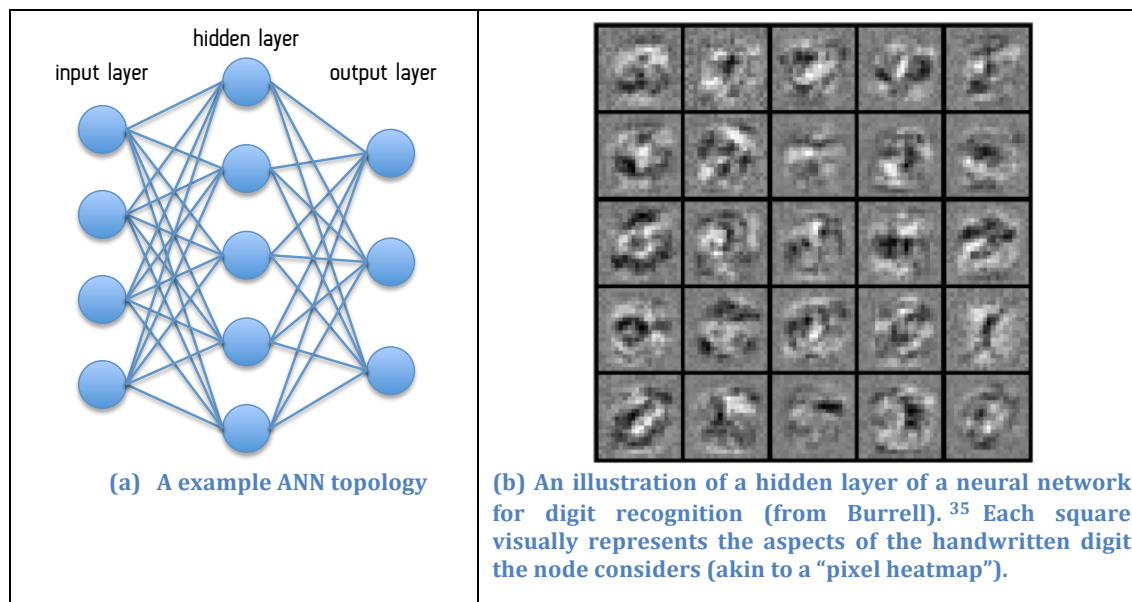 hidden layer
input layer
output layer
(a) A example ANN topology
(b) An illustration of a hidden layer of a neural network
for digit recognition (from Burrell). 35 Each square
visually represents the aspects of the handwritten digit
the node considers (akin to a “pixel heatmap”).